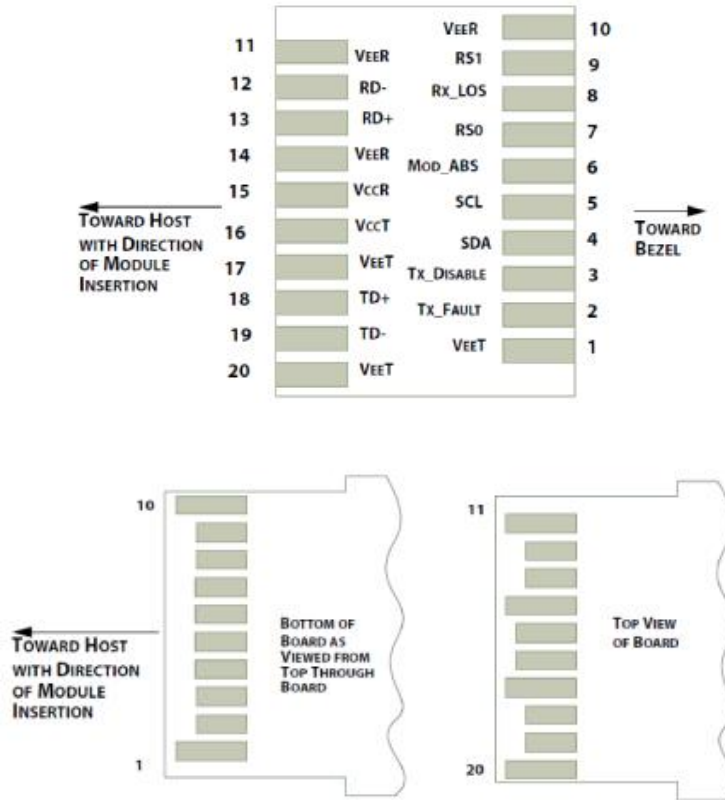 11 VEER
12 RD-
13 RD+
14 VEER
15 VCCR
16 VCCT
17 VEET
18 TD+
19 TD-
20 VEET
VEER 10
RS1 9
RX_LOS 8
RS0 7
MOD_ABS 6
SCL 5
SDA 4
TX_DISABLE 3
TX_FAULT 2
VEET 1
TOWARD HOST
WITH DIRECTION
OF MODULE
INSERTION
TOWARD
BEZEL
10
1
TOWARD HOST
WITH DIRECTION
OF MODULE
INSERTION
BOTTOM OF
BOARD AS
VIEWED FROM
TOP THROUGH
BOARD
11
20
TOP VIEW
OF BOARD